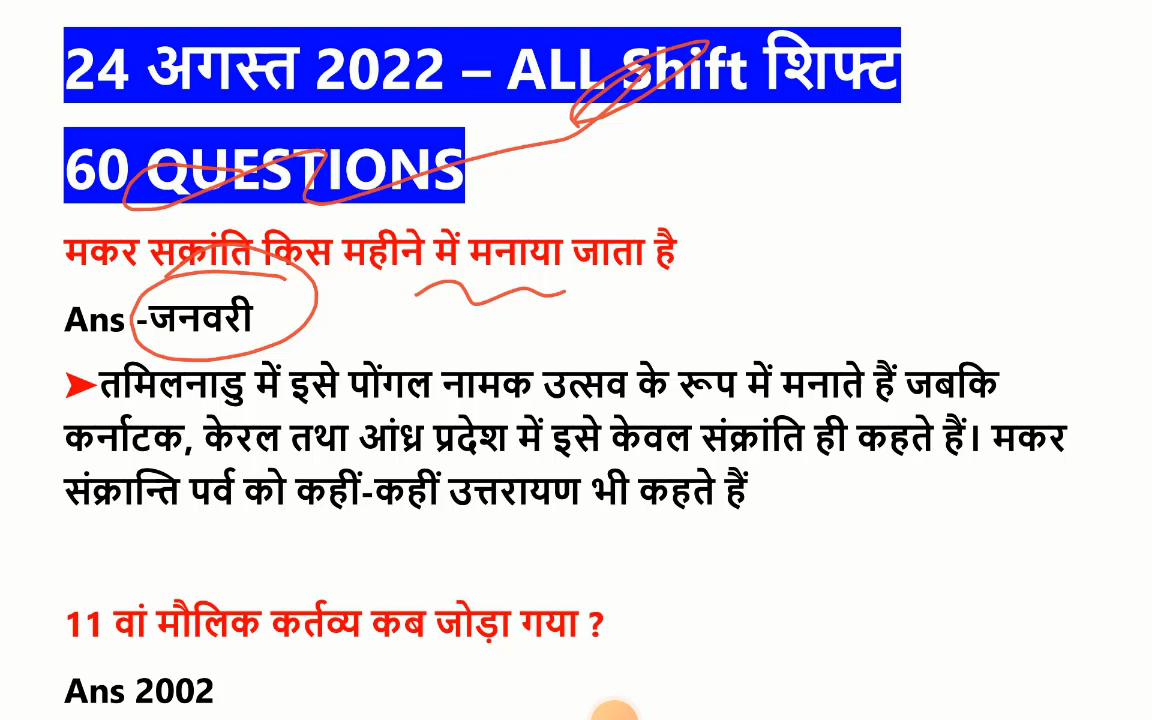 24 अगस्त 2022 – ALL Shift शिफ्ट
60 QUESTIONS
मकर सक्रांति किस महीने में मनाया जाता है
Ans -जनवरी
➤तमिलनाडु में इसे पोंगल नामक उत्सव के रूप में मनाते हैं जबकि
कर्नाटक, केरल तथा आंध्र प्रदेश में इसे केवल संक्रांति ही कहते हैं। मकर
संक्रान्ति पर्व को कहीं-कहीं उत्तरायण भी कहते हैं
11 वां मौलिक कर्तव्य कब जोड़ा गया ?
Ans 2002